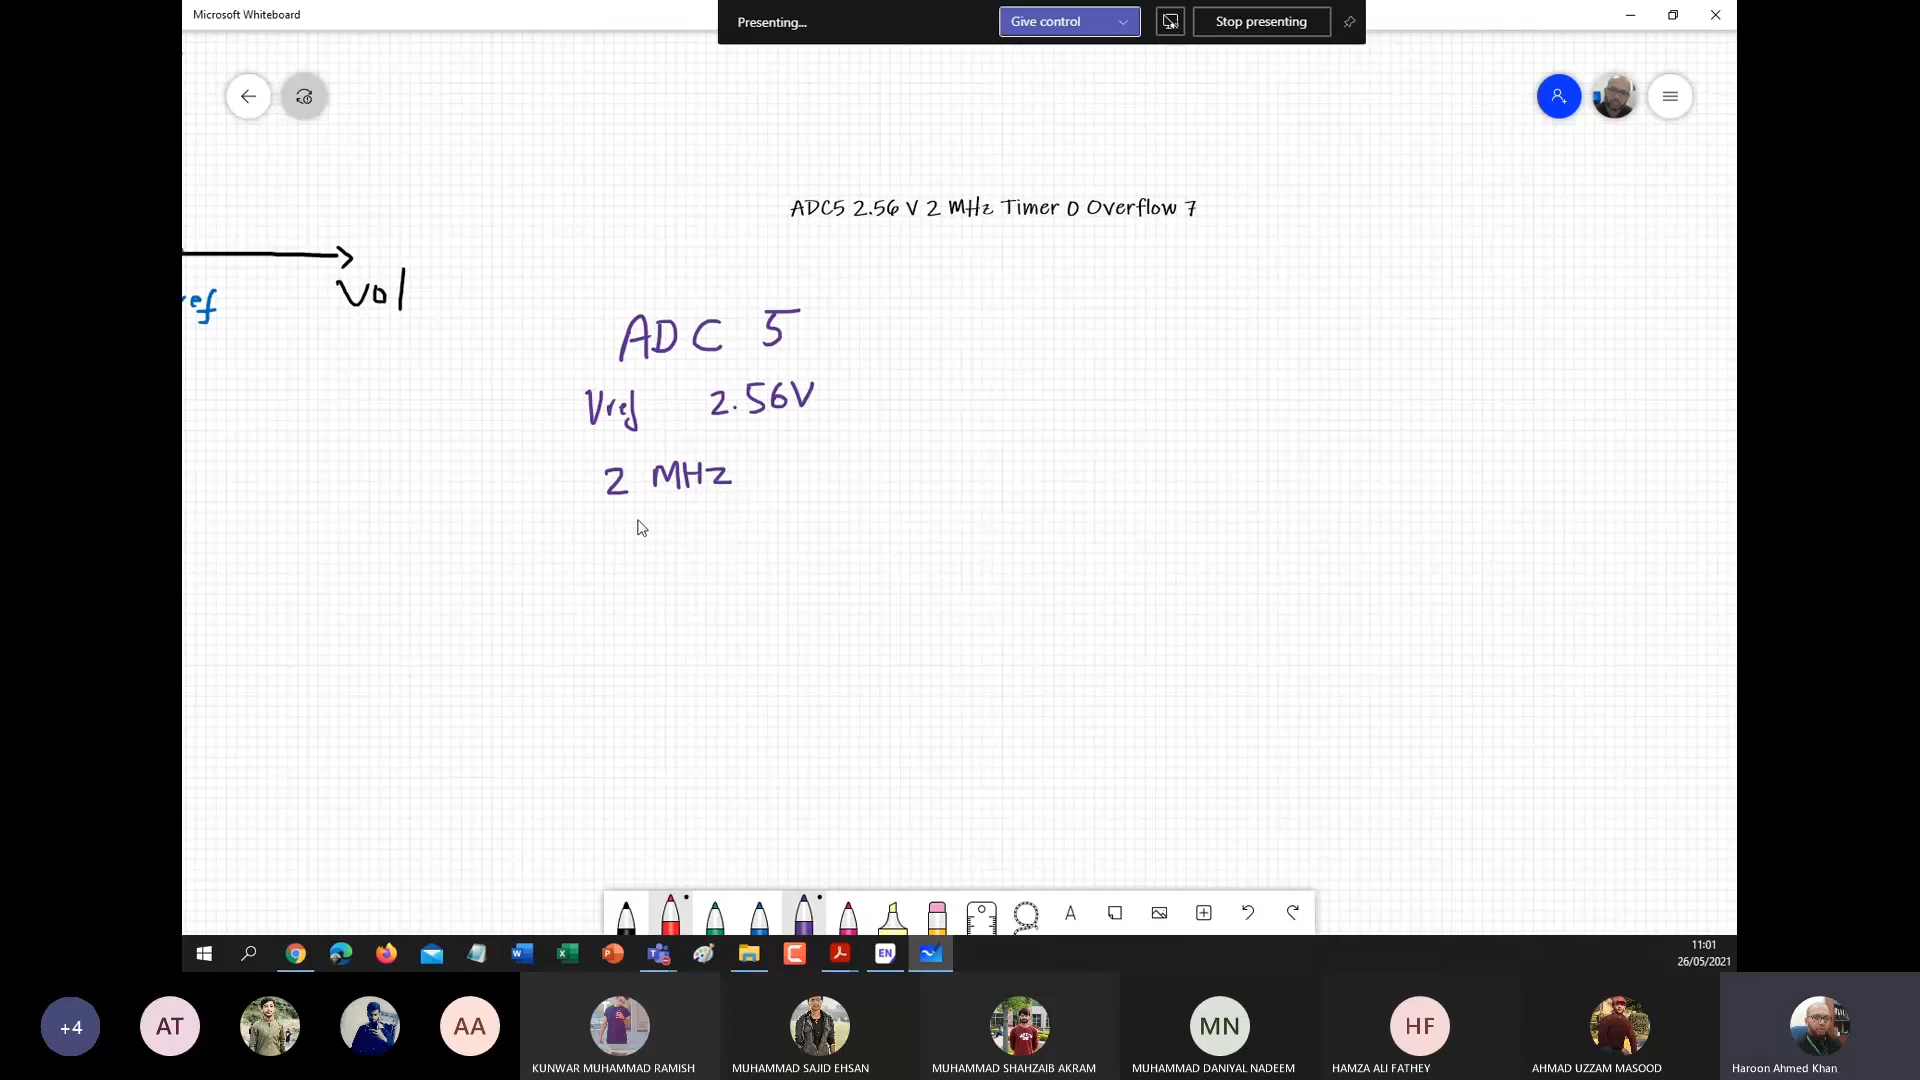 Microsoft Whiteboard
Presenting...
Give control
Stop presenting
ADC5 2.56 V 2 MHz Timer 0 Overflow 7
Vol
ref
ADC 5
Vref 2.56V
2 MHz
A
EN
11:01
26/05/2021
+4
AT
AA
MN
HF
KUNWAR MUHAMMAD RAMISH
MUHAMMAD SAJID EHSAN
MUHAMMAD SHAHZAIB AKRAM
MUHAMMAD DANIYAL NADEEM
HAMZA ALI FATHEY
AHMAD UZZAM MASOOD
Haroon Ahmed Khan